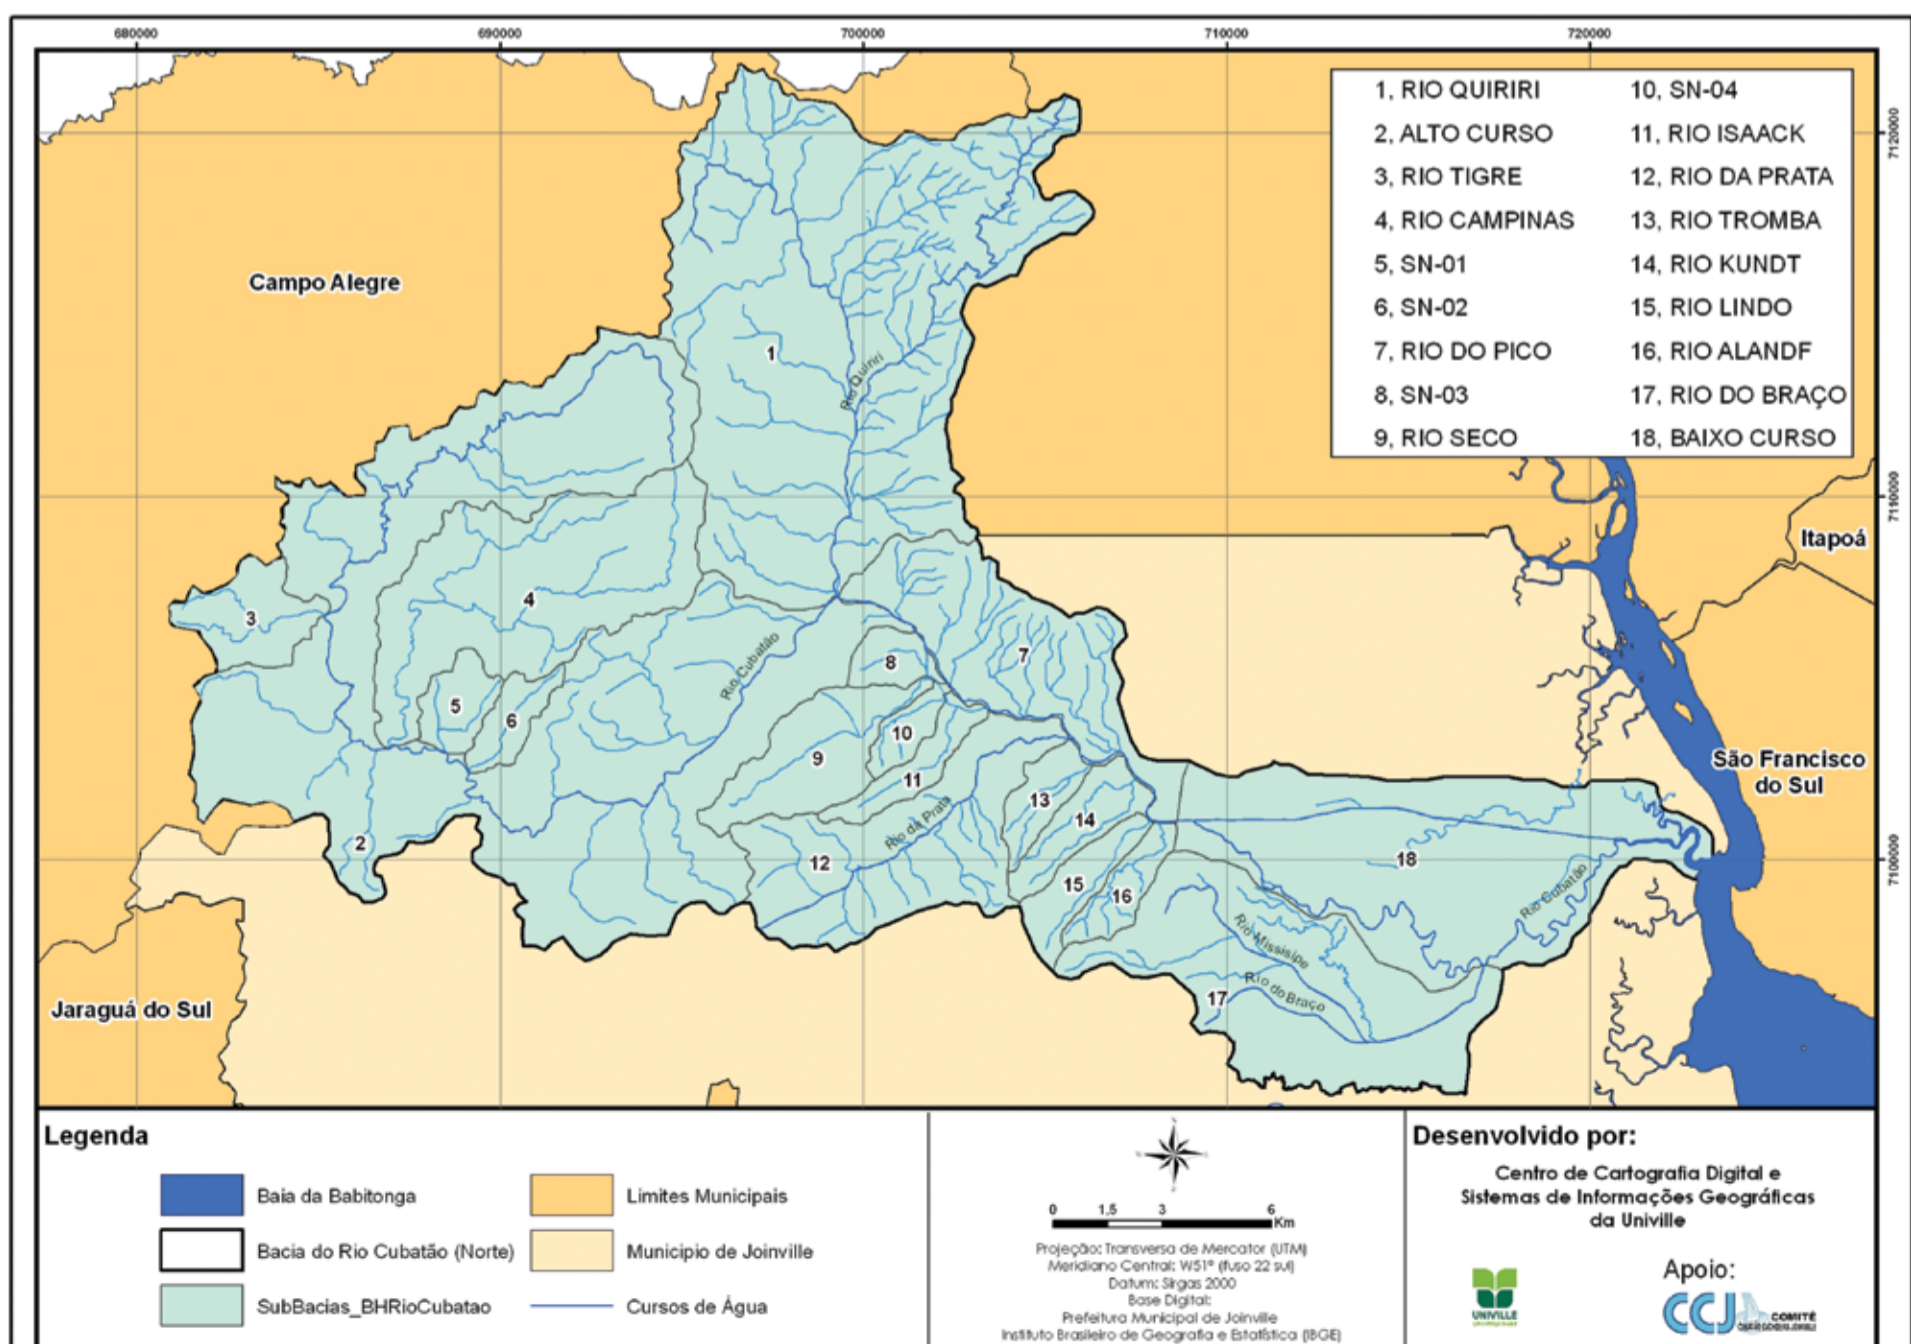 680000 690000 700000 710000 720000
7120000
7110000
7100000
1, RIO QUIRIRI
2, ALTO CURSO
3, RIO TIGRE
4, RIO CAMPINAS
5, SN-01
6, SN-02
7, RIO DO PICO
8, SN-03
9, RIO SECO
10, SN-04
11, RIO ISAACK
12, RIO DA PRATA
13, RIO TROMBA
14, RIO KUNDT
15, RIO LINDO
16, RIO ALANDF
17, RIO DO BRAÇO
18, BAIXO CURSO
Campo Alegre
Itapoá
São Francisco
do Sul
Jaraguá do Sul
Rio Quiriri
Rio Cubatão
Rio da Prata
Rio Missisipe
Rio do Braço
Rio Cubatão
1
2
3
4
5
6
7
8
9
10
11
12
13
14
15
16
17
18
Legenda
Baia da Babitonga
Bacia do Rio Cubatão (Norte)
SubBacias_BHRioCubatao
Limites Municipais
Municipio de Joinville
Cursos de Água
0 1,5 3 6
Km
Projeção: Transversa de Mercator (UTM)
Meridiano Central: W51º (fuso 22 sul)
Datum: Sirgas 2000
Base Digital:
Prefeitura Municipal de Joinville
Instituto Brasileiro de Geografia e Estatística (IBGE)
Desenvolvido por:
Centro de Cartografia Digital e
Sistemas de Informações Geográficas
da Univille
Apoio:
UNIVILLE
CCJ COMITÊ